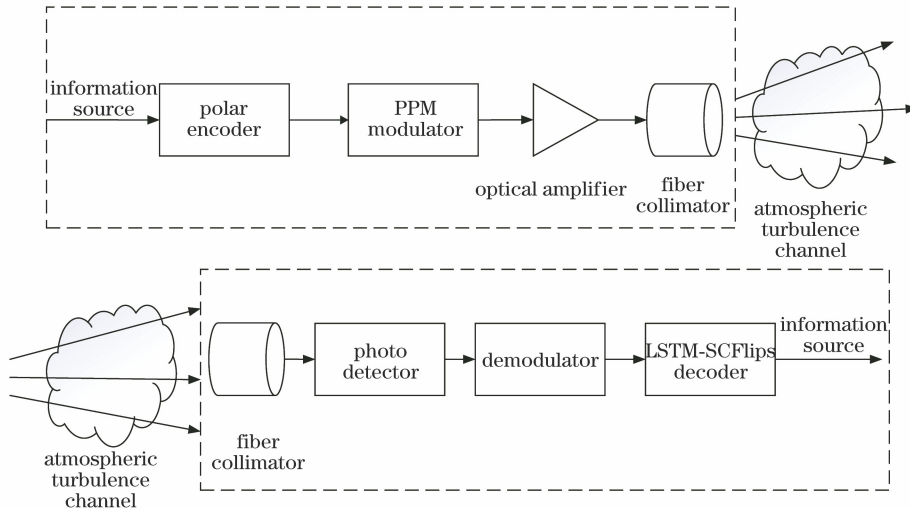 information
source
polar
encoder
PPM
modulator
optical amplifier
fiber
collimator
atmospheric
turbulence
channel
fiber
collimator
photo
detector
demodulator
LSTM-SCFlips
decoder
information
source
atmospheric
turbulence
channel